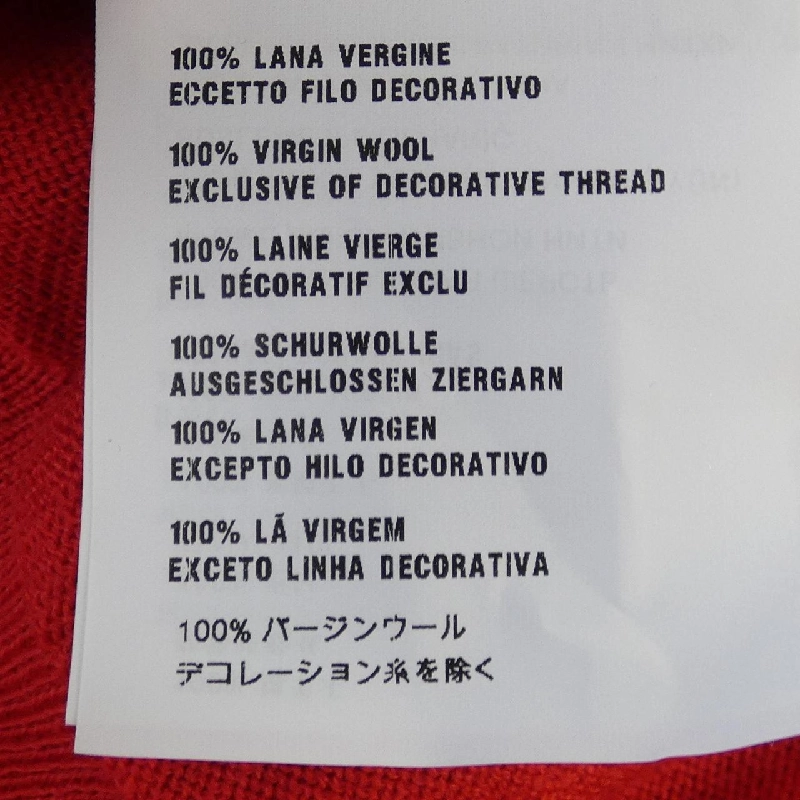 100% LANA VERGINE
ECCETTO FILO DECORATIVO
100% VIRGIN WOOL
EXCLUSIVE OF DECORATIVE THREAD
100% LAINE VIERGE
FIL DÉCORATIF EXCLU
100% SCHURWOLLE
AUSGESCHLOSSEN ZIERGARN
100% LANA VIRGEN
EXCEPTO HILO DECORATIVO
100% LÃ VIRGEM
EXCETO LINHA DECORATIVA
100% バージンウール
デコレーション糸を除く